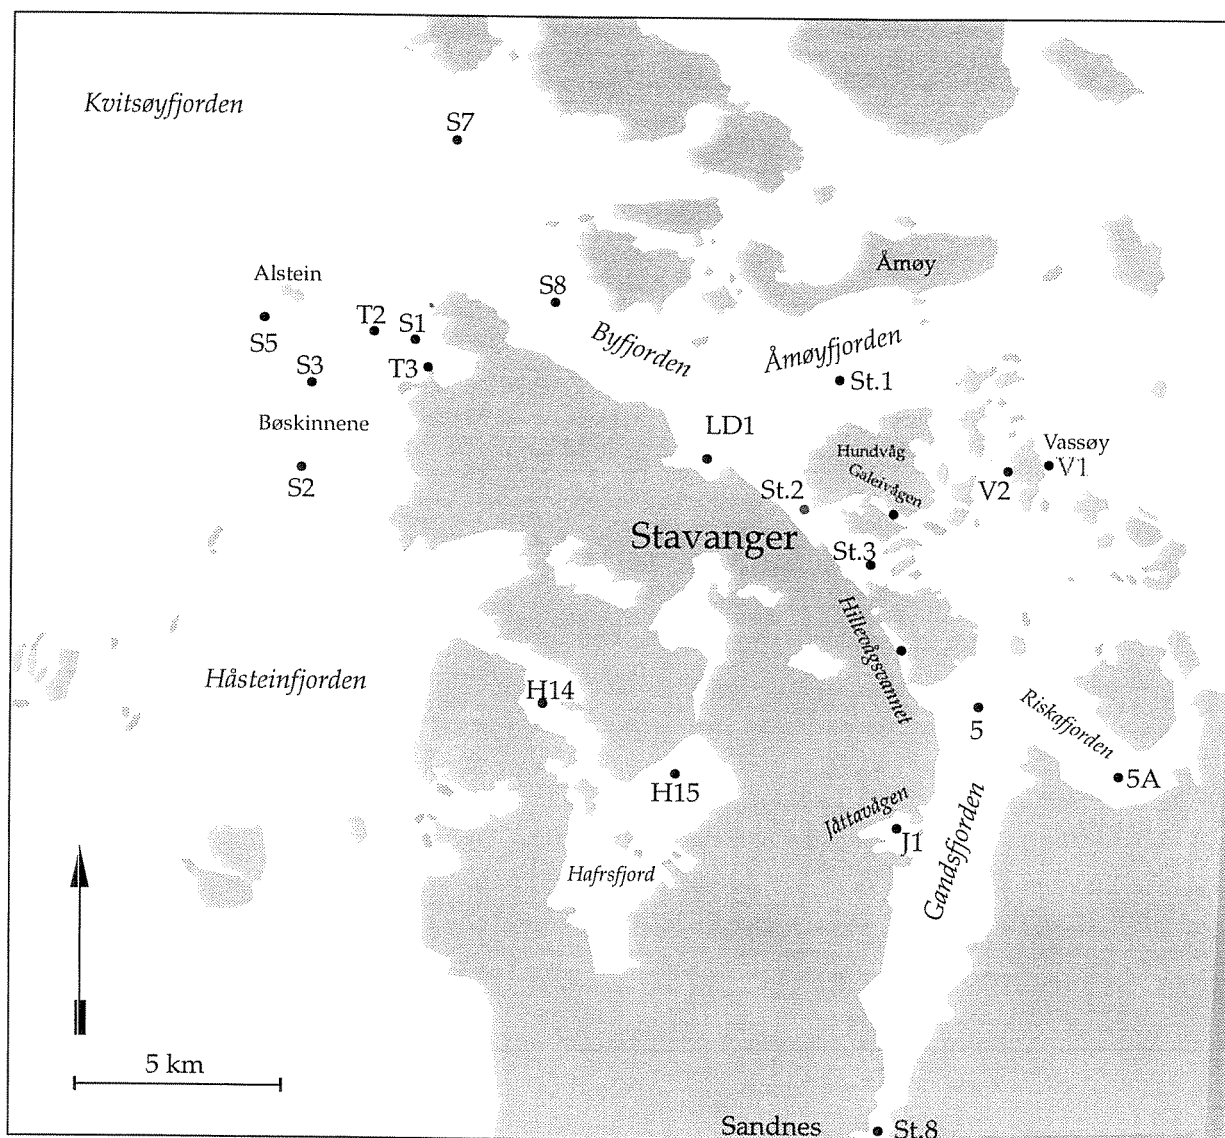 Kvitsøyfjorden
S7
Åmøy
Alstein
S8
T2
S1
S5
Byfjorden
Åmøyfjorden
S3
T3
St.1
Bøskinnene
LD1
Hundvåg
Vassøy
Galeivågen
V1
S2
St.2
V2
Stavanger
St.3
Hillevågsvannet
Håsteinfjorden
H14
Riskafjorden
5
H15
5A
Jåttavågen
J1
Gandsfjorden
Hafrsfjord
5 km
Sandnes
St.8